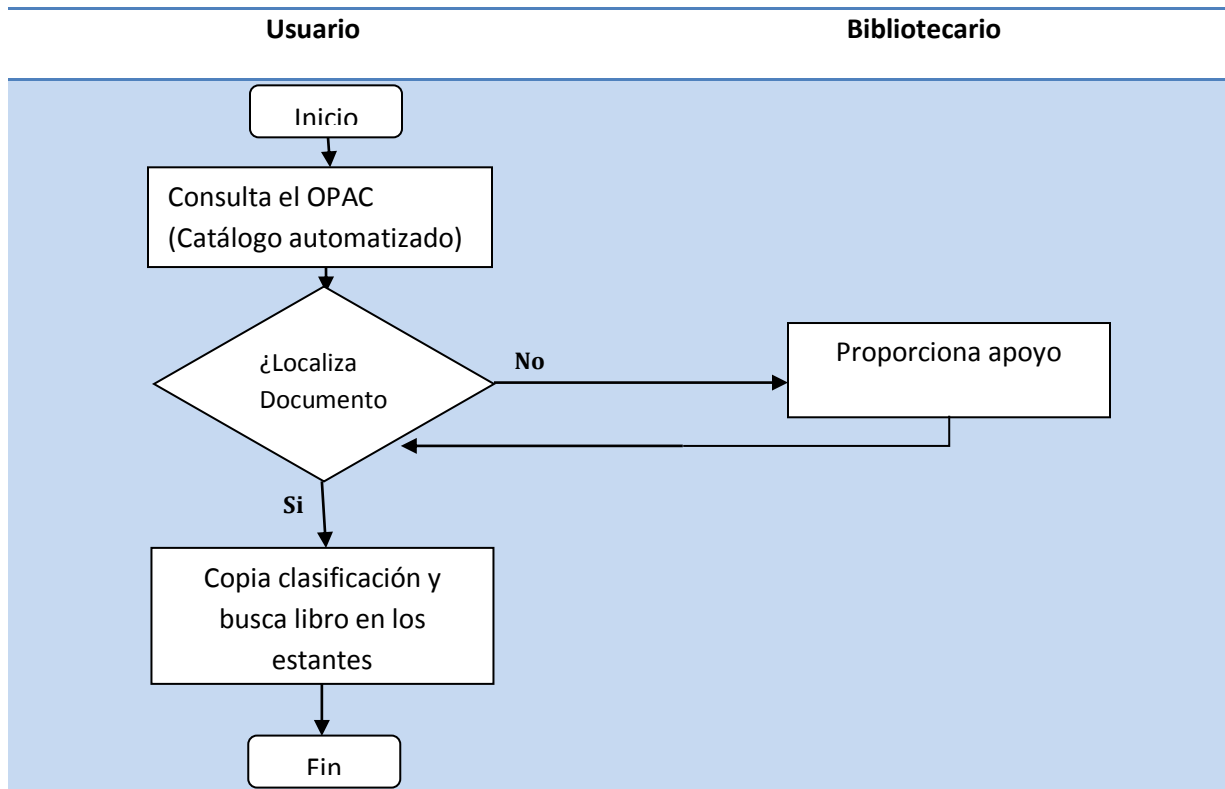 Usuario
Bibliotecario
Inicio
Consulta el OPAC
(Catálogo automatizado)
¿Localiza
Documento
No
Proporciona apoyo
Si
Copia clasificación y
busca libro en los
estantes
Fin